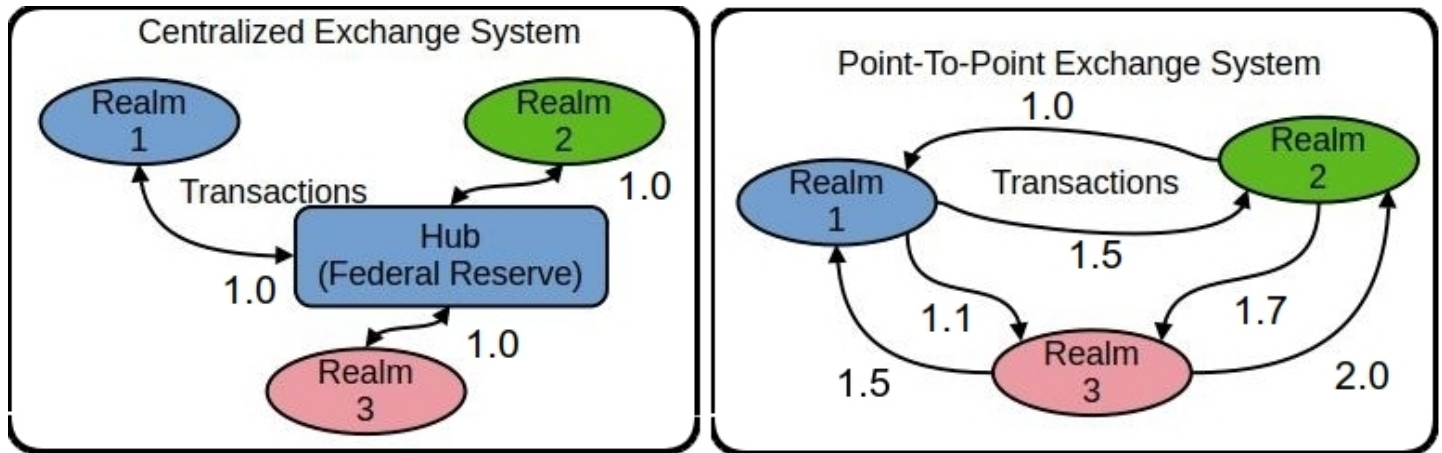 Centralized Exchange System
Realm
1
Realm
2
Transactions
1.0
Hub
(Federal Reserve)
1.0
1.0
Realm
3
Point-To-Point Exchange System
1.0
Realm
2
Realm
1
Transactions
1.5
1.1
1.7
Realm
3
1.5
2.0